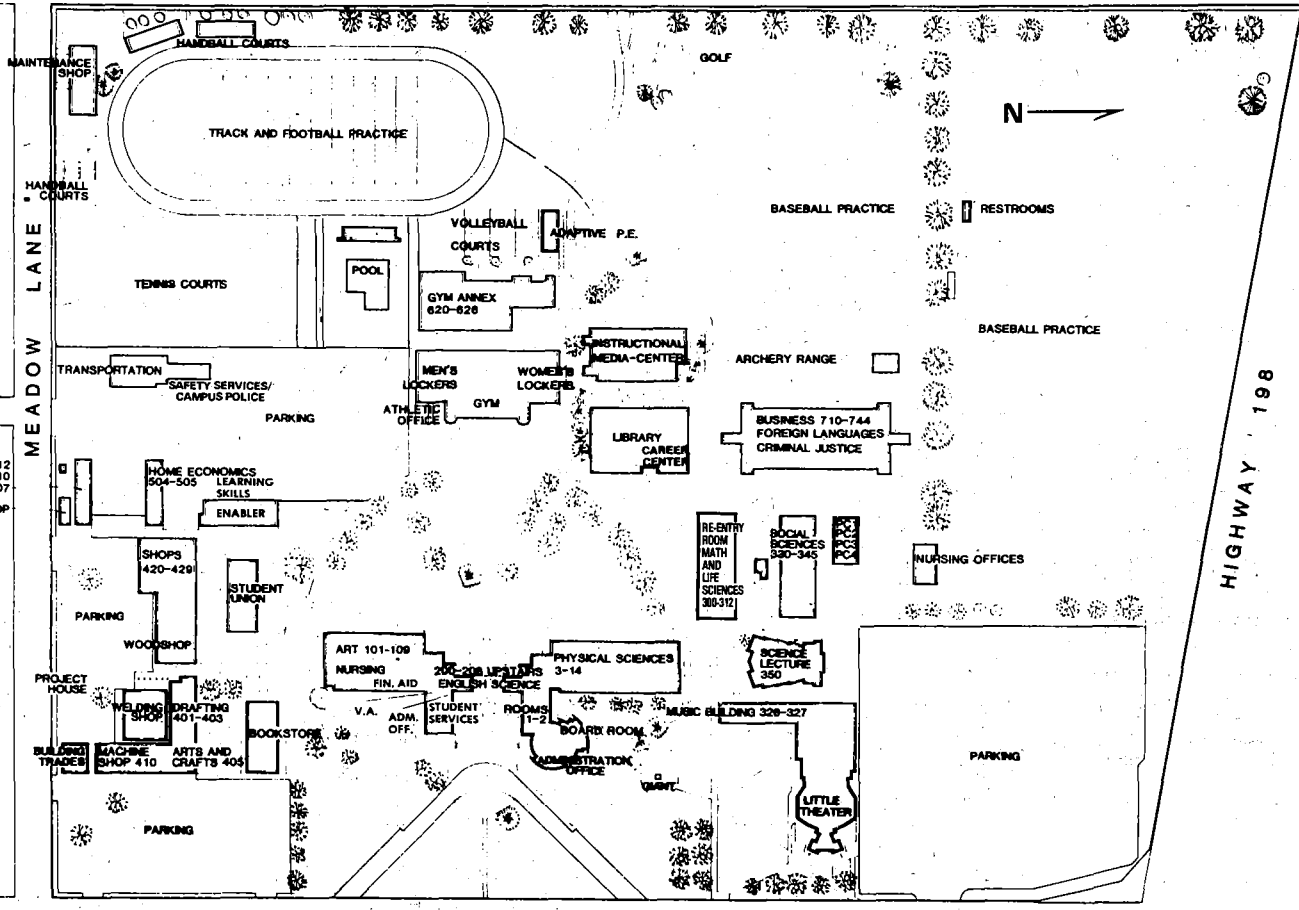 HANDBALL COURTS
MAINTENANCE
SHOP
GOLF
N
TRACK AND FOOTBALL PRACTICE
HANDBALL
COURTS
VOLLEYBALL
COURTS
ADAPTIVE P.E.
BASEBALL PRACTICE
RESTROOMS
MEADOW LANE
TENNIS COURTS
POOL
GYM ANNEX
620-626
BASEBALL PRACTICE
INSTRUCTIONAL
MEDIA-CENTER
ARCHERY RANGE
TRANSPORTATION
SAFETY SERVICES/
CAMPUS POLICE
PARKING
MEN'S
LOCKERS
WOMEN'S
LOCKERS
ATHLETIC
OFFICE
GYM
LIBRARY
CAREER
CENTER
BUSINESS 710-744
FOREIGN LANGUAGES
CRIMINAL JUSTICE
HIGHWAY 198
12
10
07
OP
HOME ECONOMICS
504-505
LEARNING
SKILLS
ENABLER
RE-ENTRY
ROOM
MATH
AND
LIFE
SCIENCES
300-312
SOCIAL
SCIENCES
330-345
PC2
PC3
PC4
NURSING OFFICES
SHOPS
420-429
STUDENT
UNION
PARKING
WOODSHOP
ART 101-109
NURSING
FIN. AID
200-208 UPSTAIRS
ENGLISH SCIENCE
PHYSICAL SCIENCES
3-14
SCIENCE
LECTURE
350
PROJECT
HOUSE
WELDING
SHOP
DRAFTING
401-403
BOOKSTORE
V.A.
ADM.
OFF.
STUDENT
SERVICES
ROOMS
1-2
BOARD ROOM
MUSIC BUILDING 326-327
BUILDING
TRADES
MACHINE
SHOP 410
ARTS AND
CRAFTS 405
ADMINISTRATION
OFFICE
GIANT
PARKING
LITTLE
THEATER
PARKING